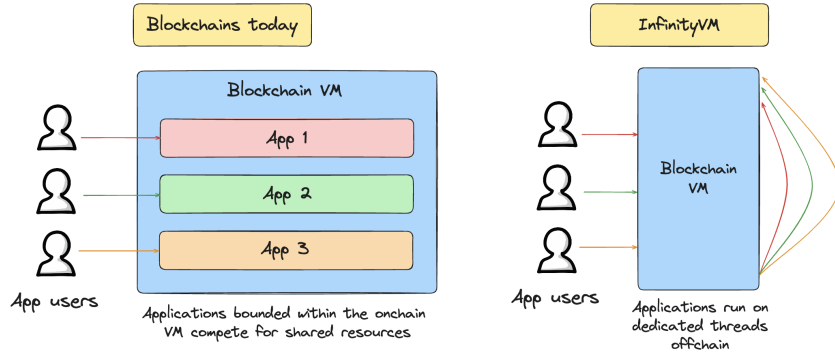 Blockchains today
Blockchain VM
App 1
App 2
App 3
App users
Applications bounded within the onchain
VM compete for shared resources
InfinityVM
Blockchain
VM
App users
Applications run on
dedicated threads
offchain